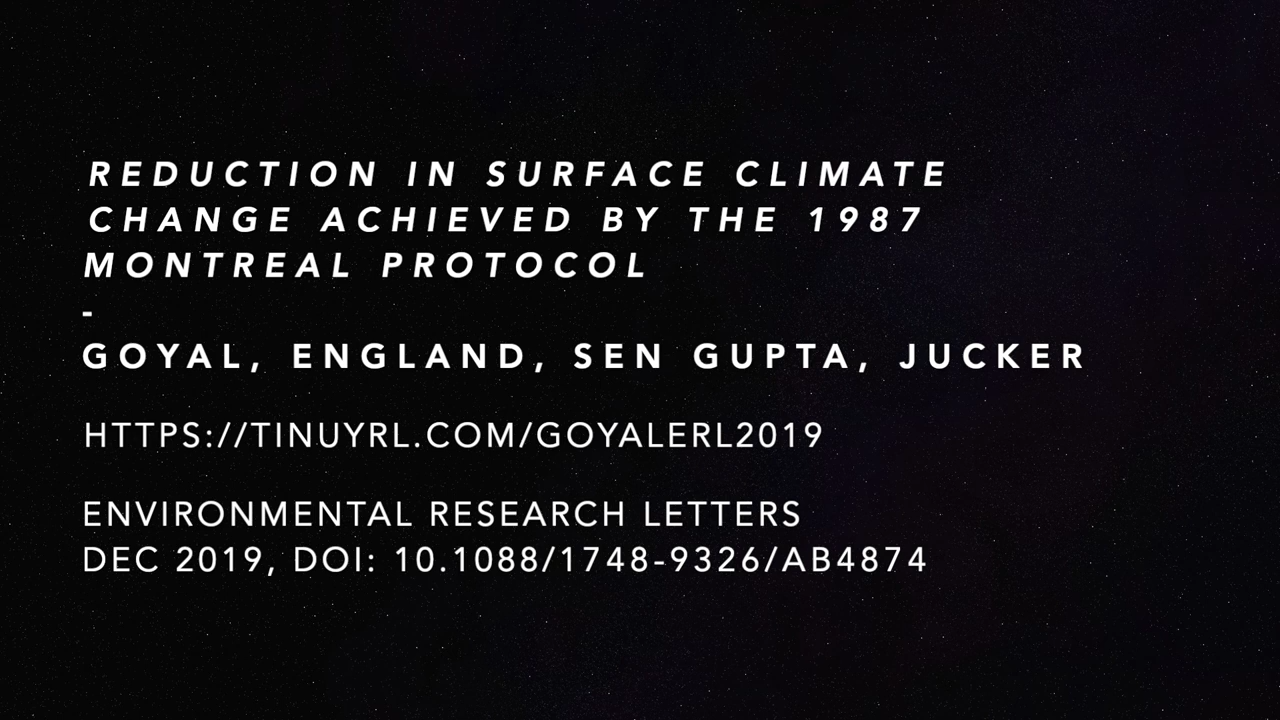 REDUCTION IN SURFACE CLIMATE
CHANGE ACHIEVED BY THE 1987
MONTREAL PROTOCOL
-
GOYAL, ENGLAND, SEN GUPTA, JUCKER
HTTPS://TINUYRL.COM/GOYALERL2019
ENVIRONMENTAL RESEARCH LETTERS
DEC 2019, DOI: 10.1088/1748-9326/AB4874